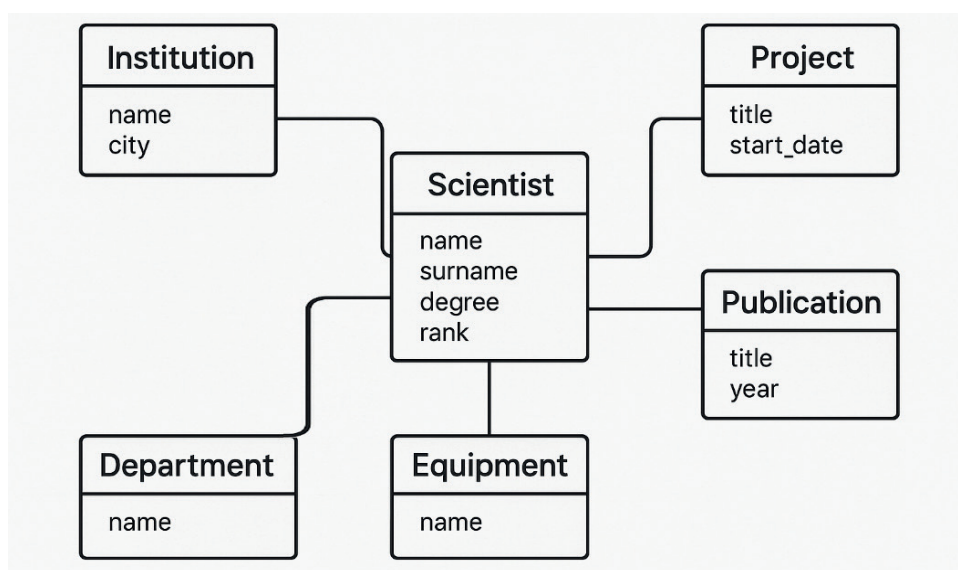 Institution
name
city
Project
title
start_date
Scientist
name
surname
degree
rank
Publication
title
year
Department
name
Equipment
name